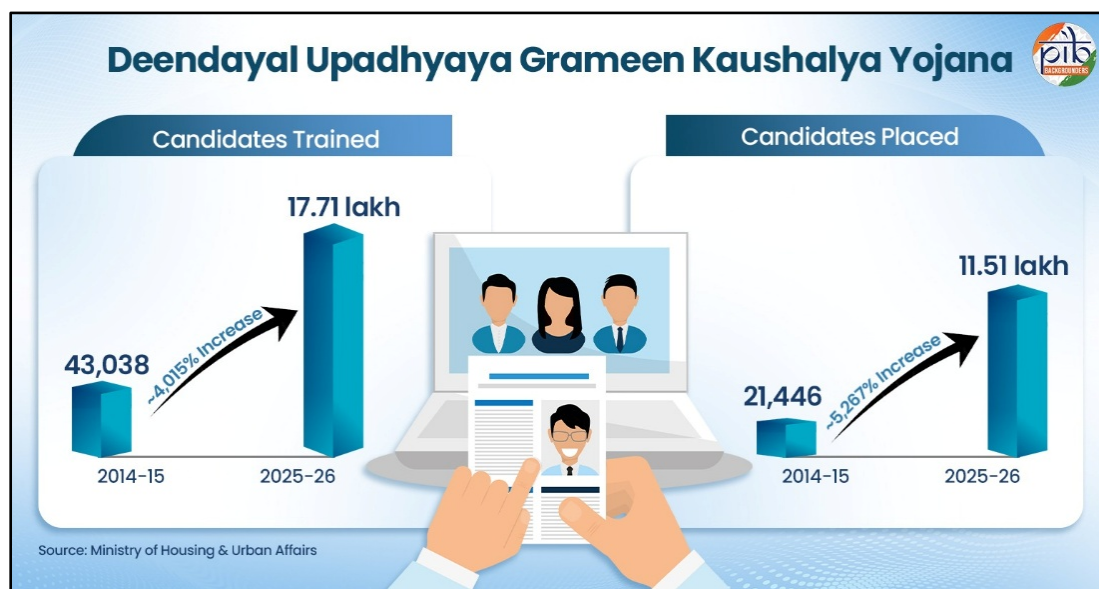 Deendayal Upadhyaya Grameen Kaushalya Yojana
pib
BACKGROUNDERS
Candidates Trained
17.71 lakh
~4,015% Increase
43,038
2014-15
2025-26
Candidates Placed
11.51 lakh
~5,267% Increase
21,446
2014-15
2025-26
Source: Ministry of Housing & Urban Affairs